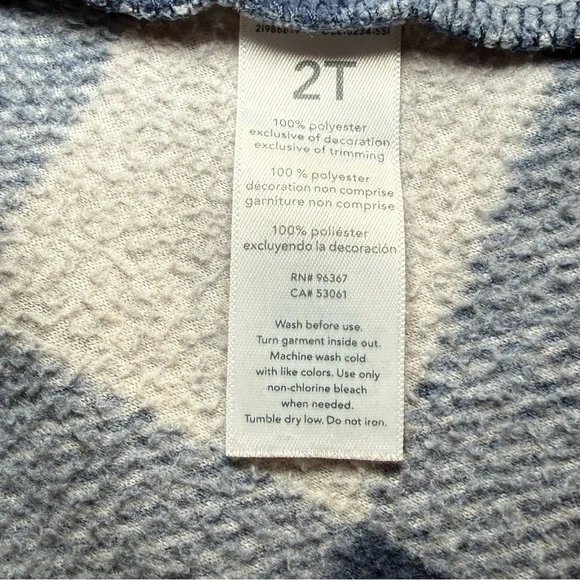 2T
100% polyester
exclusive of decoration
exclusive of trimming
100 % polyester
décoration non comprise
garniture non comprise
100% poliéster
excluyendo la decoración
RN# 96367
CA# 53061
Wash before use.
Turn garment inside out.
Machine wash cold
with like colors. Use only
non-chlorine bleach
when needed.
Tumble dry low. Do not iron.